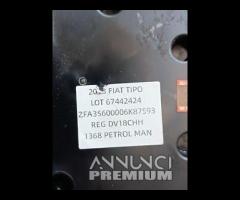 2018 FIAT TIPO
LOT 67442424
ZFA35600006K87593
REG DV18CHH
1368 PETROL MAN
ANNUNCI
PREMIUM